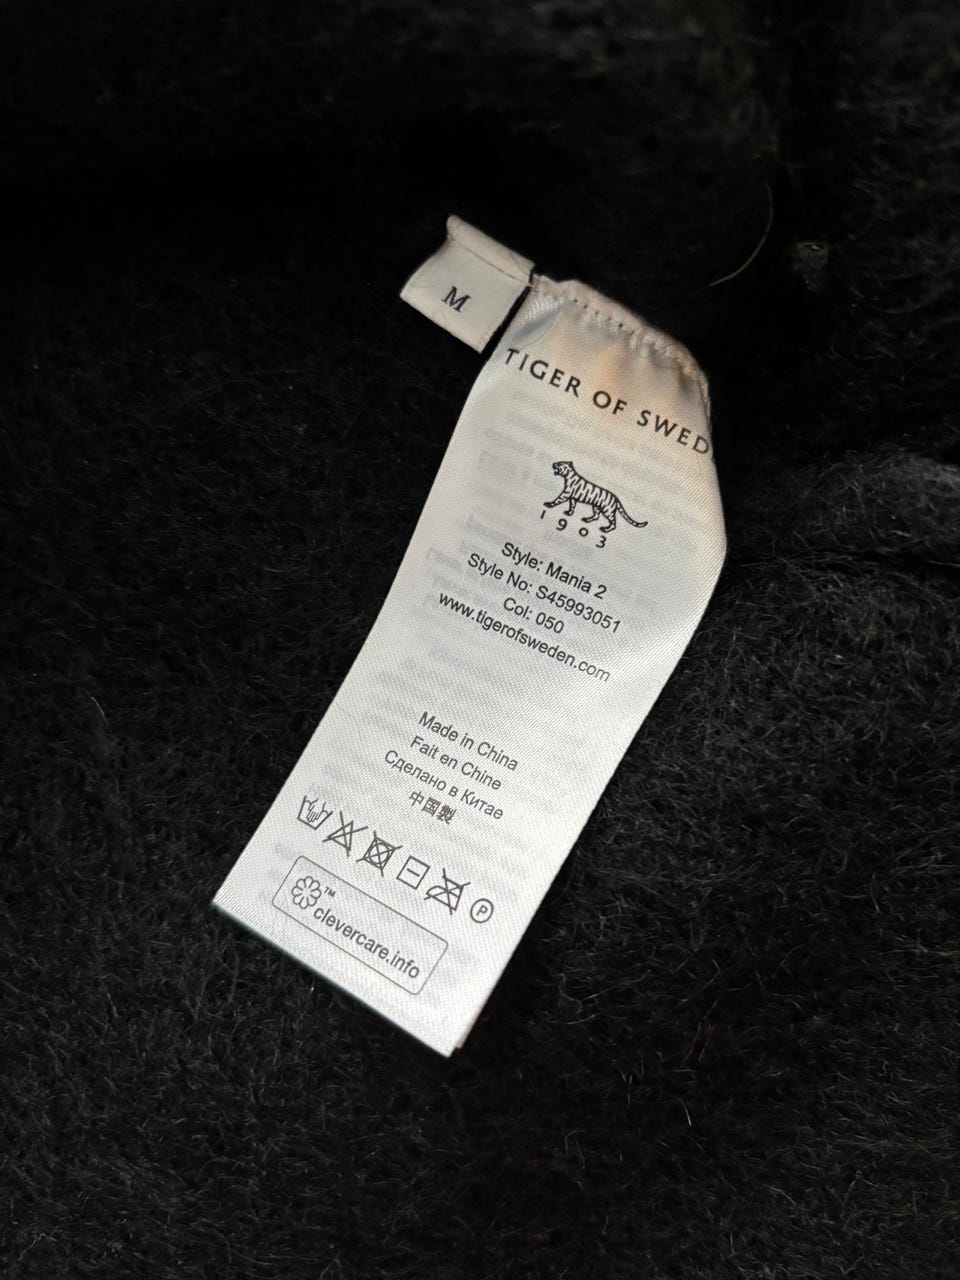 M
TIGER OF SWED
1903
Style: Mania 2
Style No: S45993051
Col: 050
www.tigerofsweden.com
Made in China
Fait en Chine
Сделано в Китае
中国製
P
™
clevercare.info